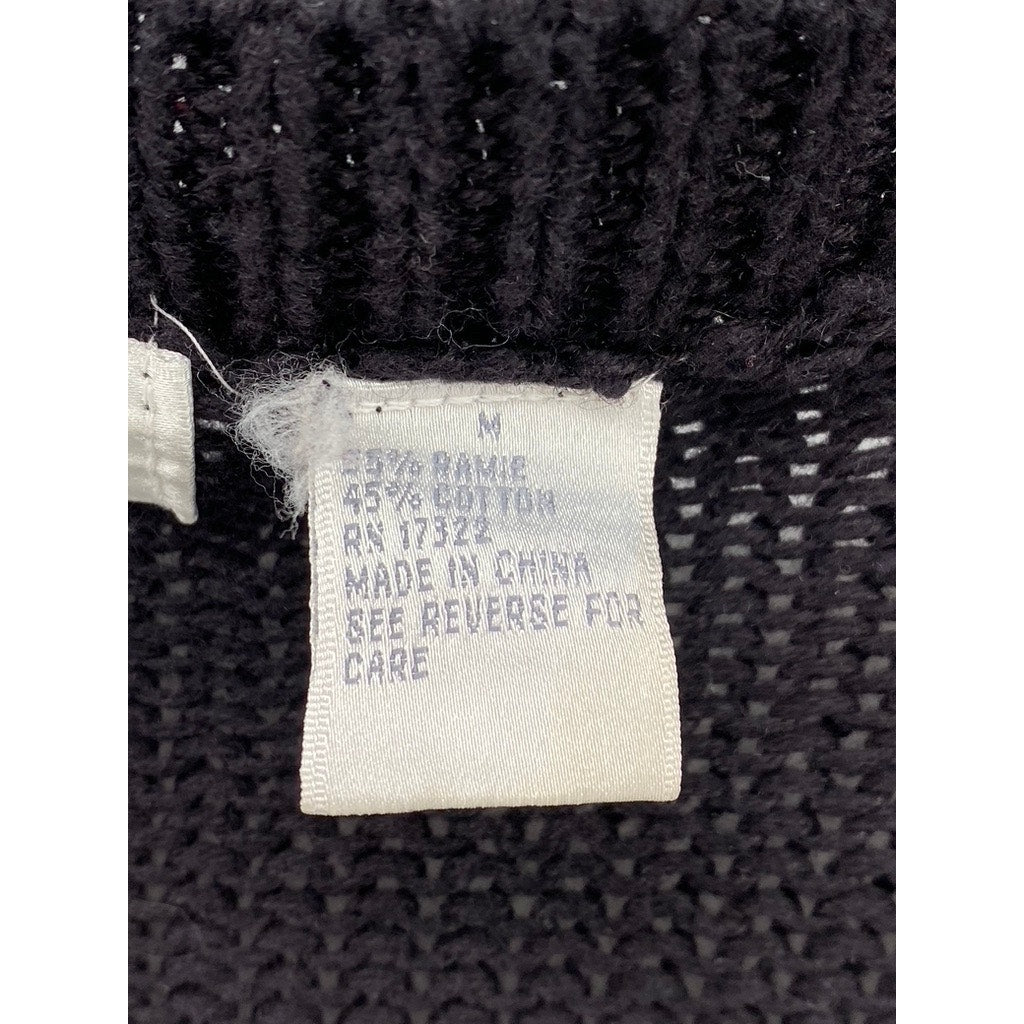 M
55% RAMIE
45% COTTON
RN 17322
MADE IN CHINA
SEE REVERSE FOR
CARE